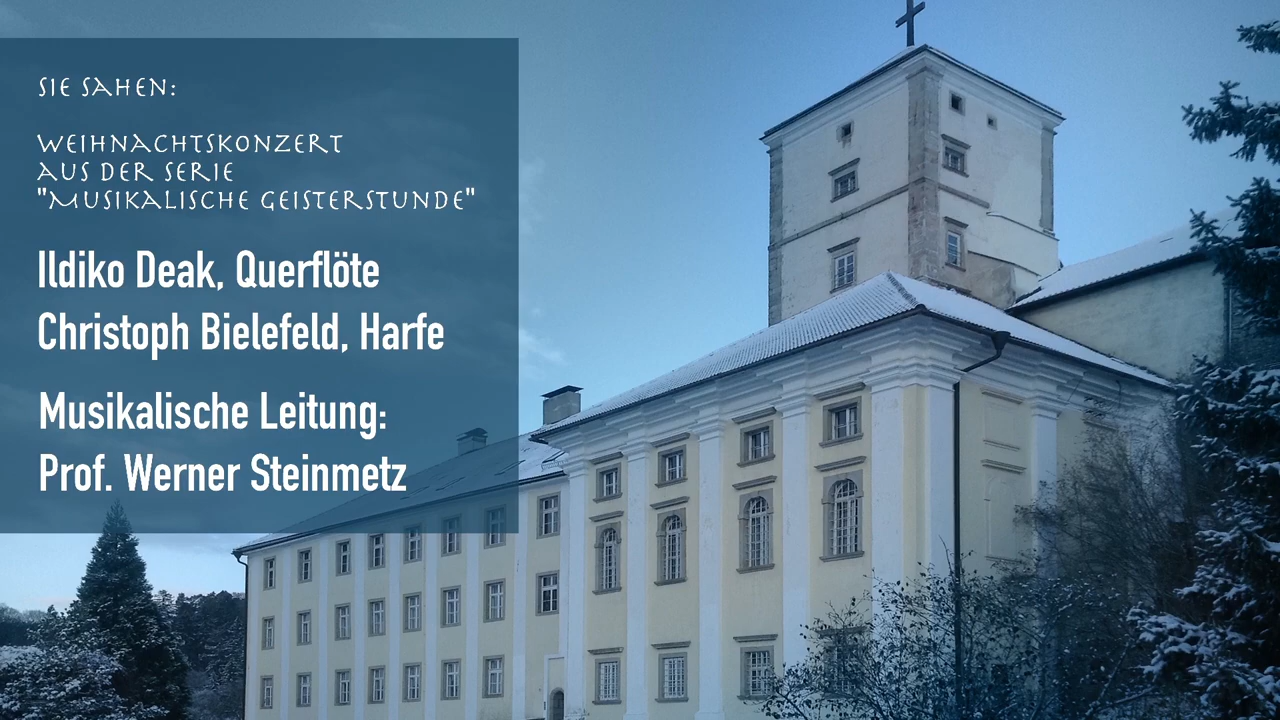 Sie sahen:
Weihnachtskonzert
aus der Serie
"Musikalische Geisterstunde"
Ildiko Deak, Querflöte
Christoph Bielefeld, Harfe
Musikalische Leitung:
Prof. Werner Steinmetz